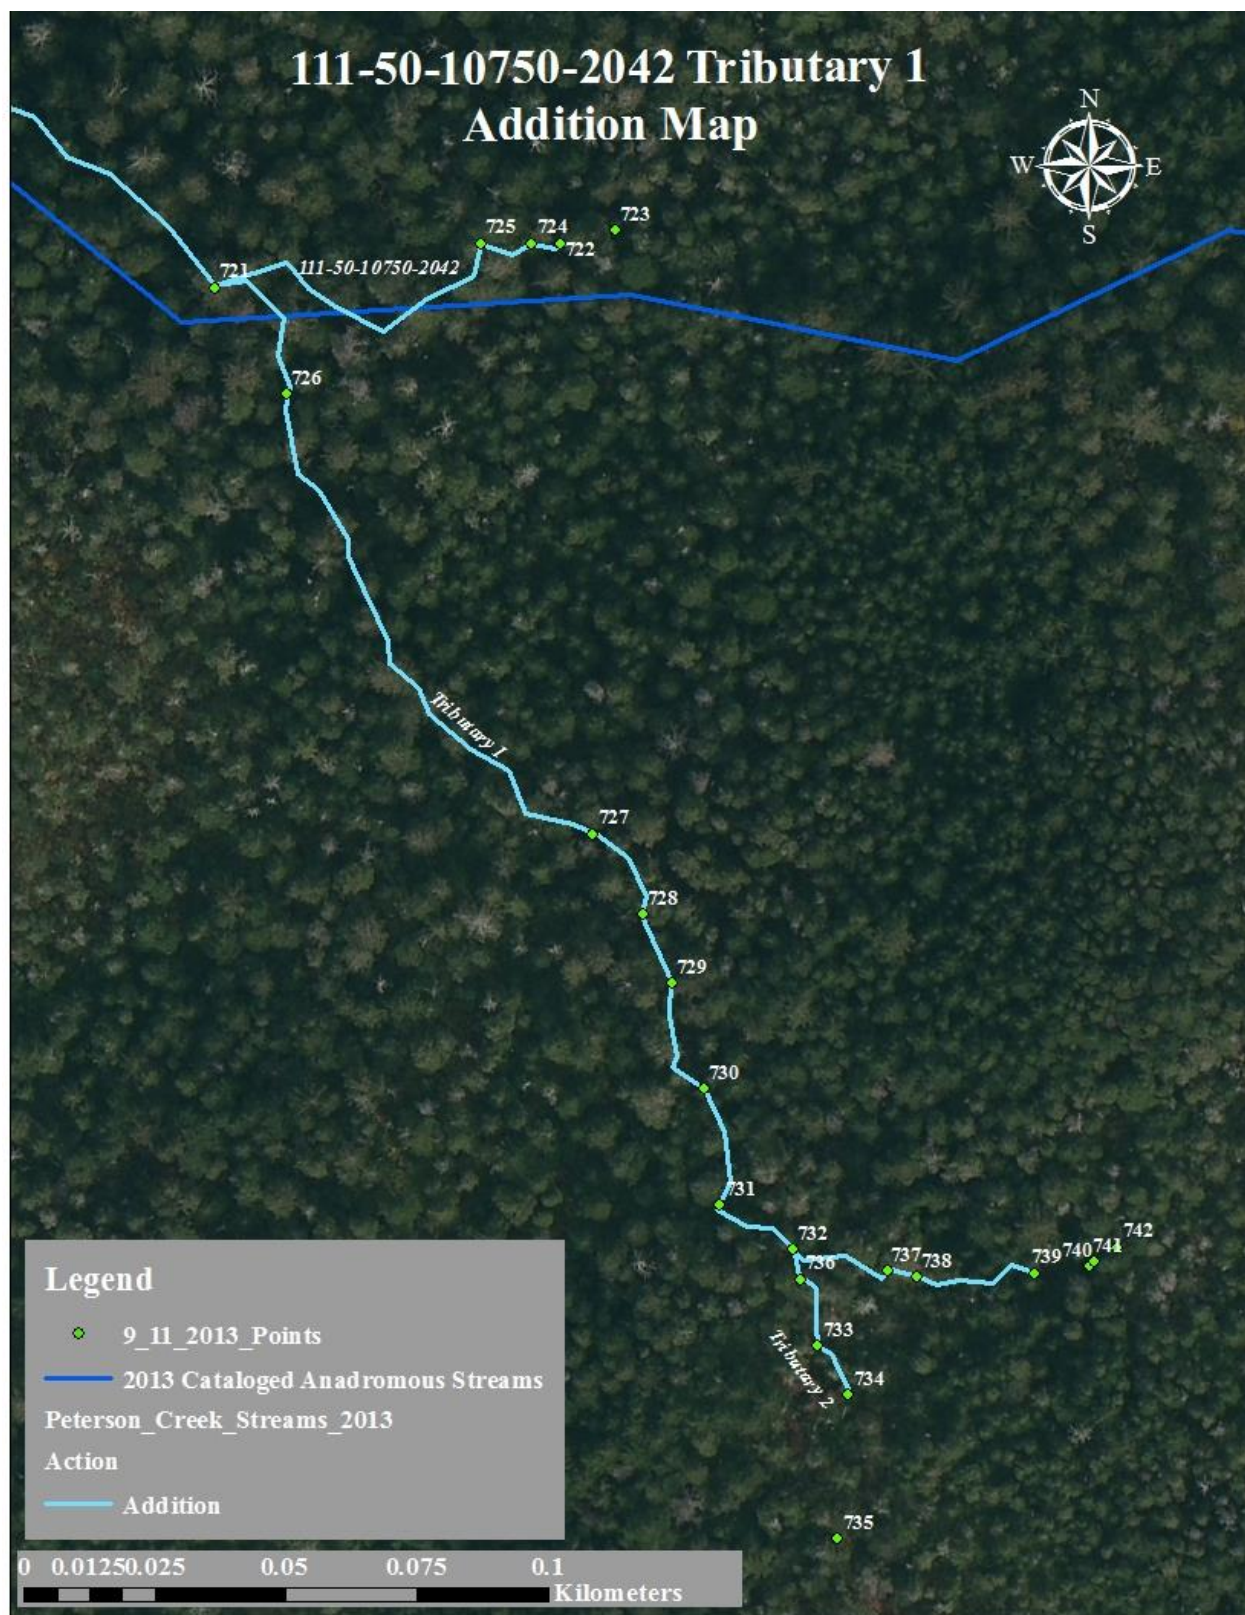 111-50-10750-2042 Tributary 1
Addition Map
N
W E
S
723
725 724
722
721
111-50-10750-2042
726
Tributary 1
727
728
729
730
731
732
742
741
740
739
737
738
736
733
Tributary 2
734
735
Legend
9_11_2013_Points
2013 Cataloged Anadromous Streams
Peterson_Creek_Streams_2013
Action
Addition
0 0.0125 0.025 0.05 0.075 0.1
Kilometers